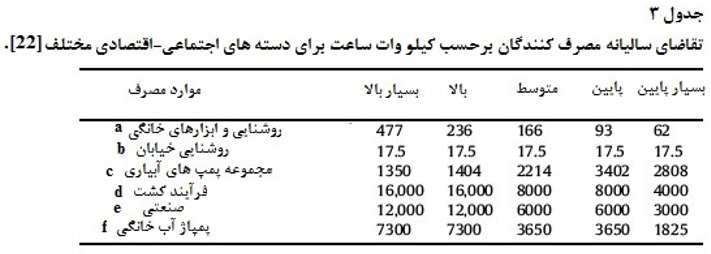 جدول ۳
تقاضای سالیانه مصرف کنندگان برحسب کیلو وات ساعت برای دسته های اجتماعی-اقتصادی مختلف [22].
موارد مصرف بسیار بالا بالا متوسط پایین بسیار پایین
روشنایی و ابزارهای خانگی a 477 236 166 93 62
روشنایی خیابان b 17.5 17.5 17.5 17.5 17.5
مجموعه پمپ های آبیاری c 1350 1404 2214 3402 2808
فرآیند کشت d 16,000 16,000 8000 8000 4000
صنعتی e 12,000 12,000 6000 6000 3000
پمپاژ آب خانگی f 7300 7300 3650 3650 1825